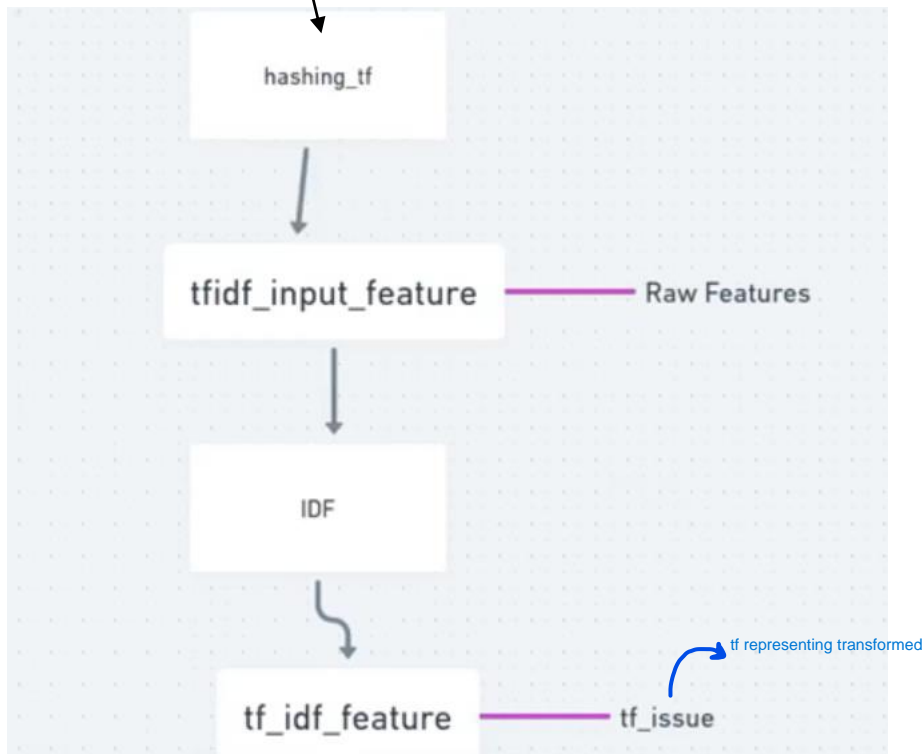 hashing_tf
tfidf_input_feature
Raw Features
IDF
tf representing transformed
tf_idf_feature
tf_issue